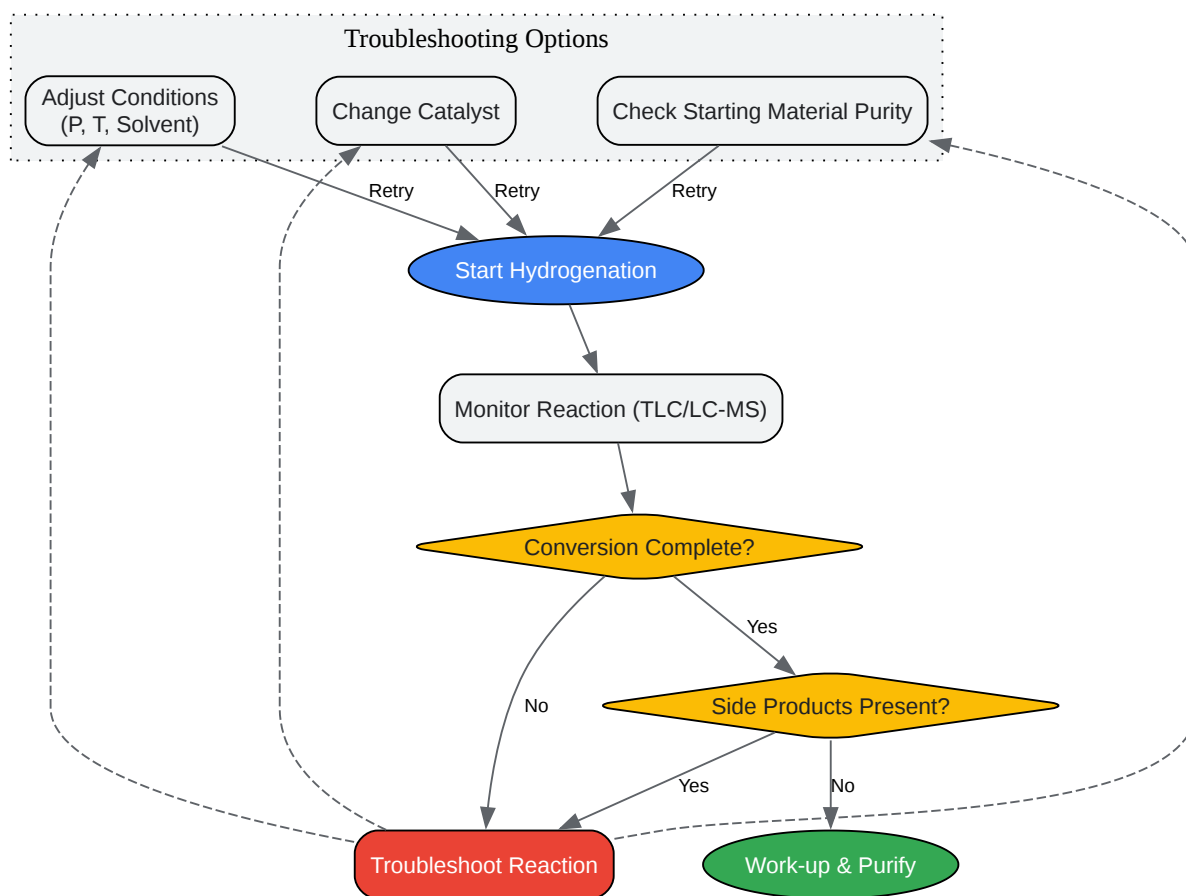 Troubleshooting Options
Adjust Conditions
(P, T, Solvent)
Change Catalyst
Check Starting Material Purity
Retry
Retry
Retry
Start Hydrogenation
Monitor Reaction (TLC/LC-MS)
Conversion Complete?
Yes
No
Side Products Present?
Yes
No
Troubleshoot Reaction
Work-up & Purify